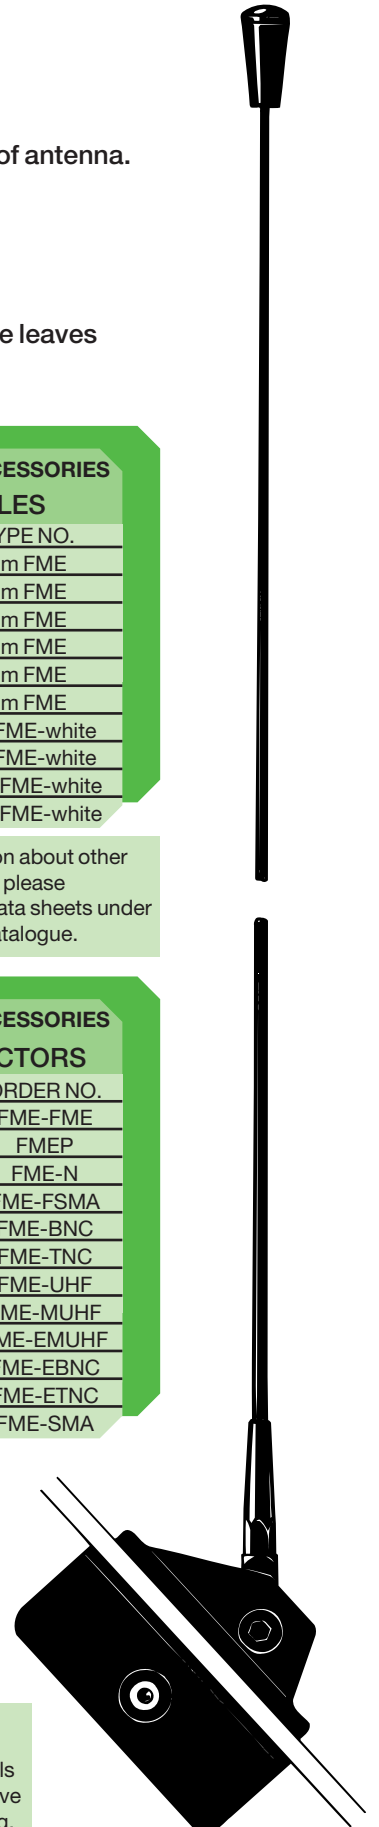 of antenna.
e leaves
CESSORIES
LES
YPE NO.
m FME
m FME
m FME
m FME
m FME
m FME
FME-white
FME-white
FME-white
FME-white
on about other
please
ata sheets under
atalogue.
CESSORIES
CTORS
ORDER NO.
FME-FME
FMEP
FME-N
FME-FSMA
FME-BNC
FME-TNC
FME-UHF
ME-MUHF
ME-EMUHF
FME-EBNC
FME-ETNC
FME-SMA
ls
ve
g.